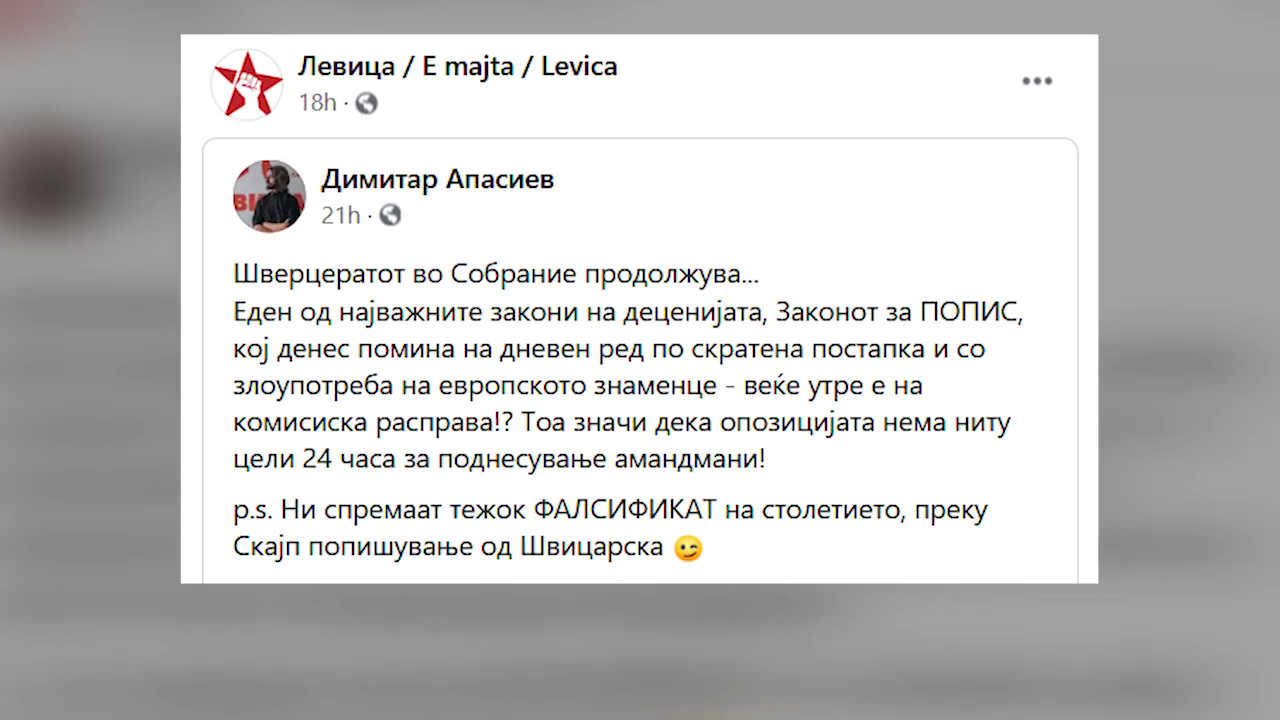 Левица / E majta / Levica
18h ·
Димитар Апасиев
21h ·
Шверцератот во Собрание продолжува...
Еден од најважните закони на деценијата, Законот за ПОПИС,
кој денес помина на дневен ред по скратена постапка и со
злоупотреба на европското знаменце - веќе утре е на
комисиска расправа!? Тоа значи дека опозицијата нема ниту
цели 24 часа за поднесување амандмани!
p.s. Ни спремаат тежок ФАЛСИФИКАТ на столетието, преку
Скајп попишување од Швицарска 😉